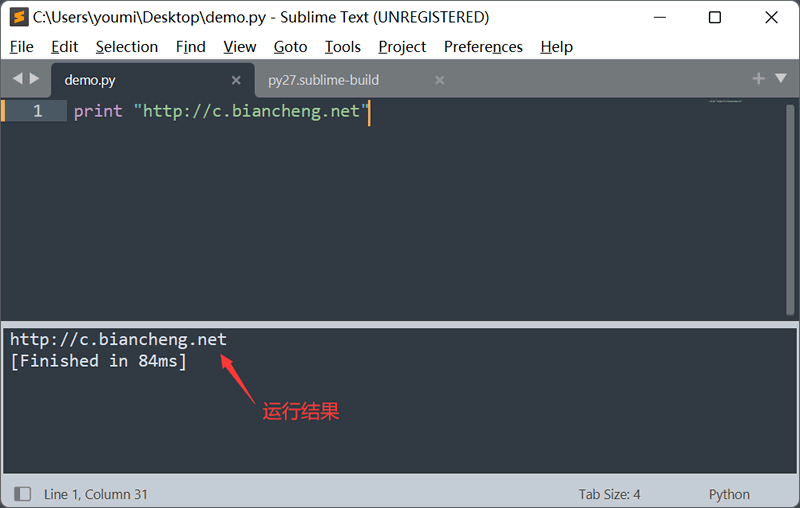 C:\Users\youmi\Desktop\demo.py - Sublime Text (UNREGISTERED)
File Edit Selection Find View Goto Tools Project Preferences Help
demo.py py27.sublime-build
1 print "http://c.biancheng.net"
http://c.biancheng.net
[Finished in 84ms]
运行结果
Line 1, Column 31 Tab Size: 4 Python